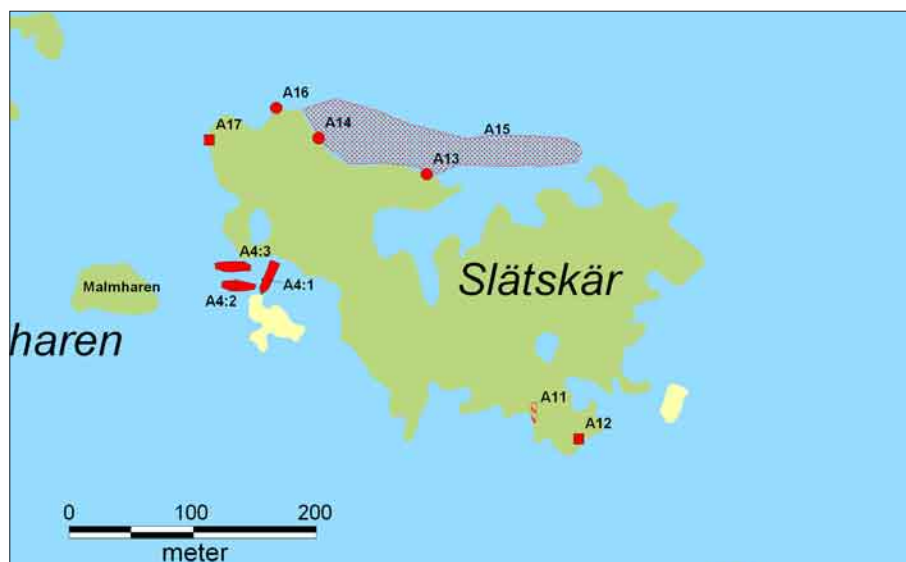 A16
A17
A14
A15
A13
A4:3
A4:1
Malmharen
A4:2
Slätskär
haren
A11
A12
0 100 200
meter